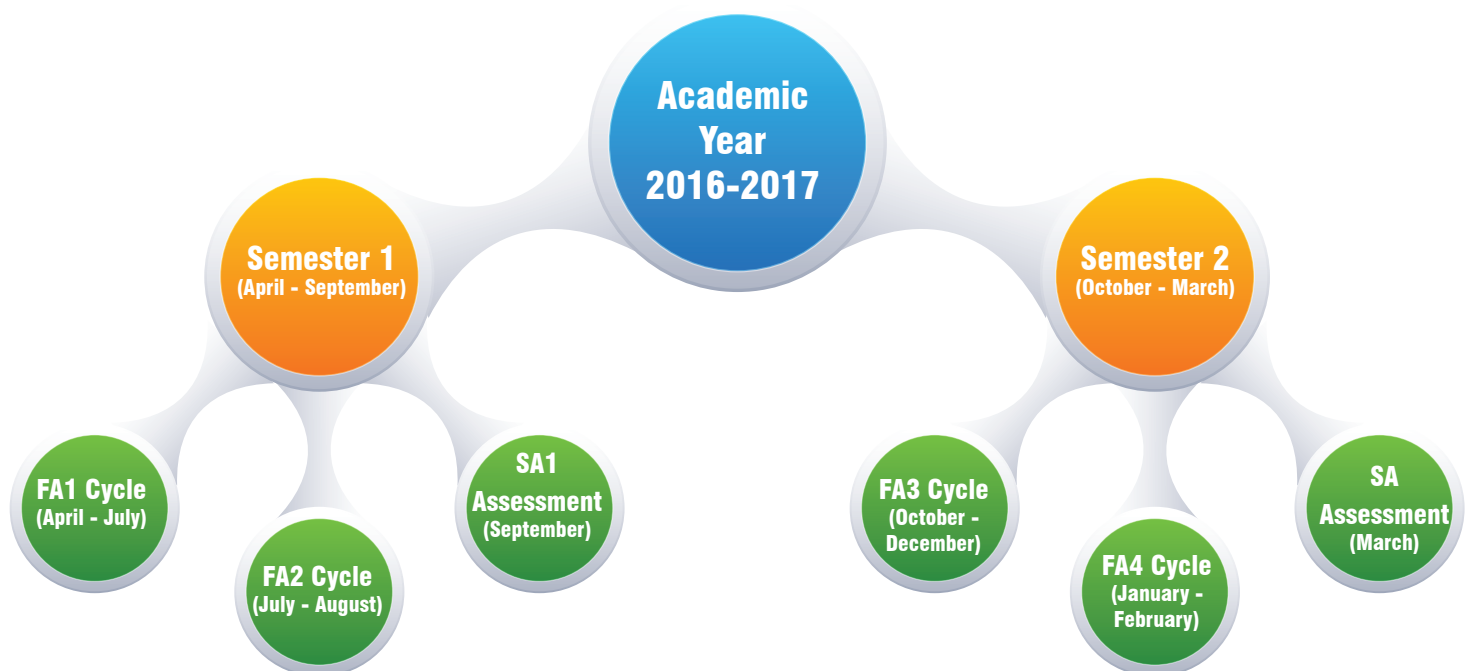 Academic
Year
2016-2017
Semester 1
(April - September)
Semester 2
(October - March)
FA1 Cycle
(April - July)
FA2 Cycle
(July - August)
SA1
Assessment
(September)
FA3 Cycle
(October -
December)
FA4 Cycle
(January -
February)
SA
Assessment
(March)